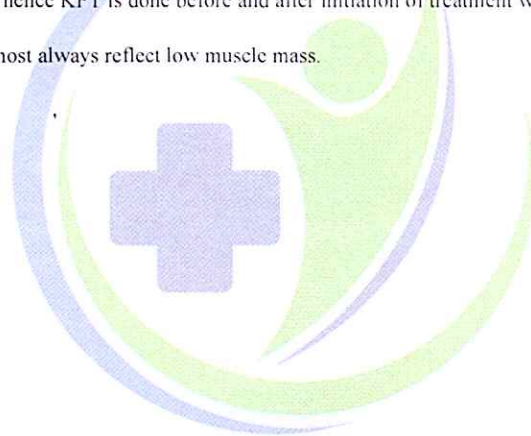 hence KFT is done before and after initiation of treatment w
most always reflect low muscle mass.